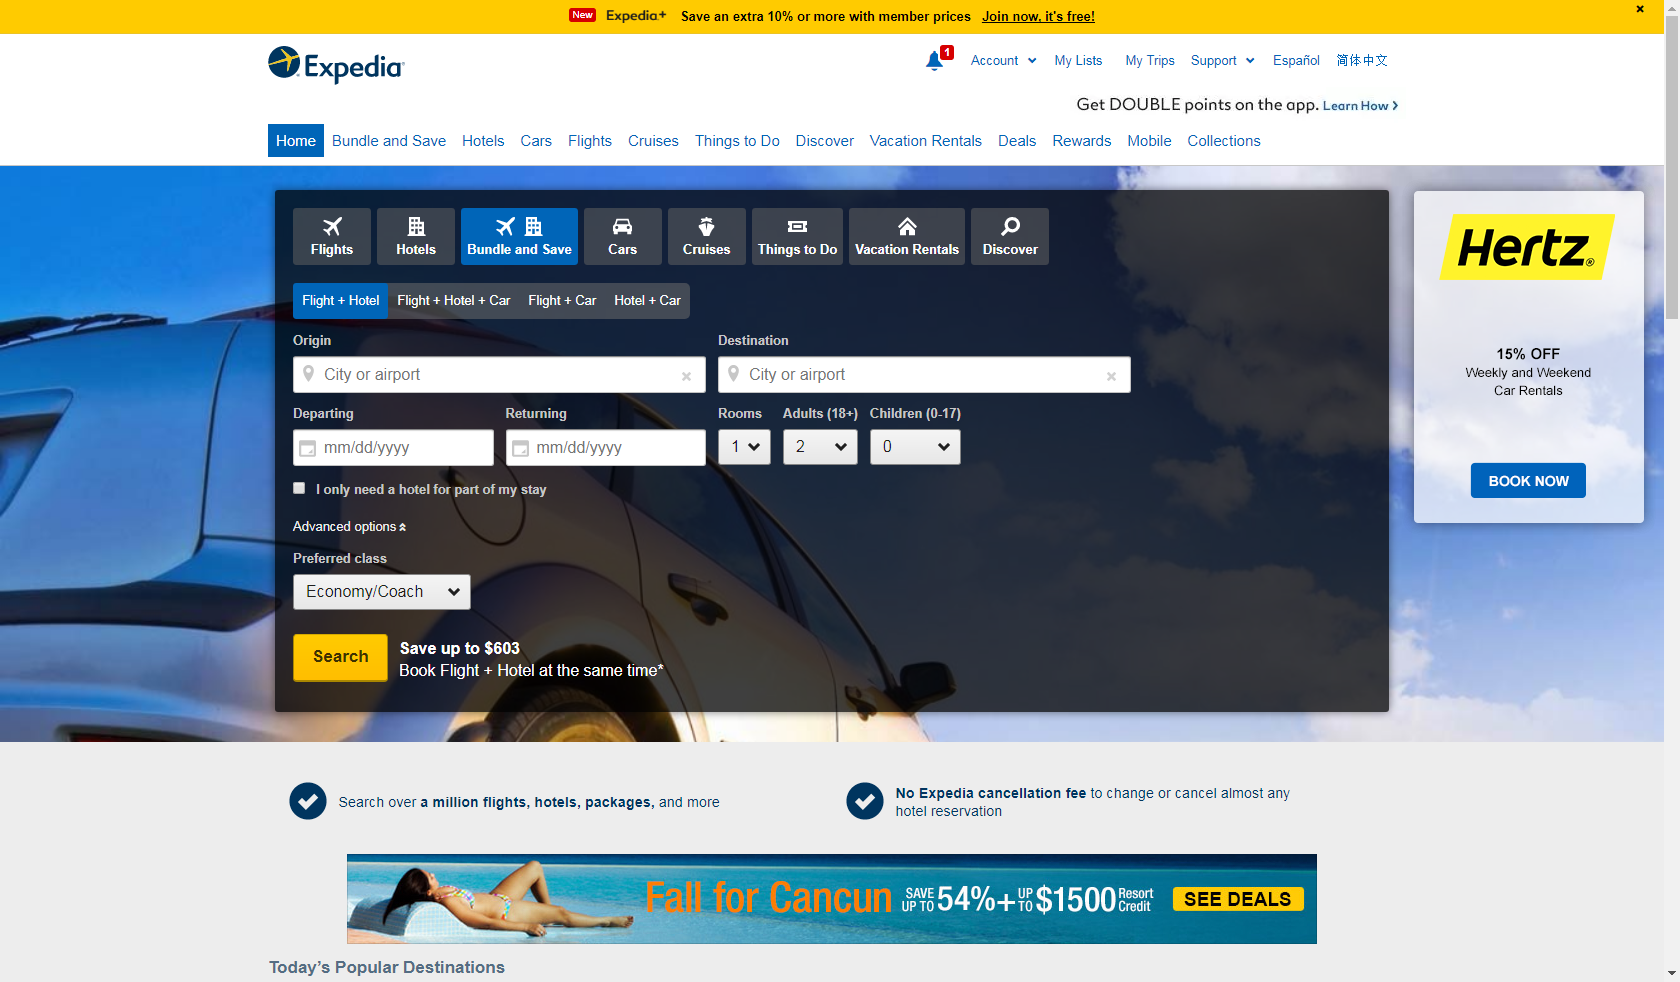 New Expedia+ Save an extra 10% or more with member prices Join now, it's free! ×
Expedia
1 Account My Lists My Trips Support Español 简体中文
Get DOUBLE points on the app. Learn How
Home Bundle and Save Hotels Cars Flights Cruises Things to Do Discover Vacation Rentals Deals Rewards Mobile Collections
Flights Hotels Bundle and Save Cars Cruises Things to Do Vacation Rentals Discover
Flight + Hotel Flight + Hotel + Car Flight + Car Hotel + Car
Origin Destination
City or airport × City or airport ×
Departing Returning Rooms Adults (18+) Children (0-17)
mm/dd/yyyy mm/dd/yyyy 1 2 0
I only need a hotel for part of my stay
Advanced options
Preferred class
Economy/Coach
Search
Save up to $603
Book Flight + Hotel at the same time*
Hertz®
15% OFF
Weekly and Weekend
Car Rentals
BOOK NOW
Search over a million flights, hotels, packages, and more
No Expedia cancellation fee to change or cancel almost any
hotel reservation
Fall for Cancun SAVE UP TO 54%+ UP TO $1500 Resort Credit SEE DEALS
Today's Popular Destinations